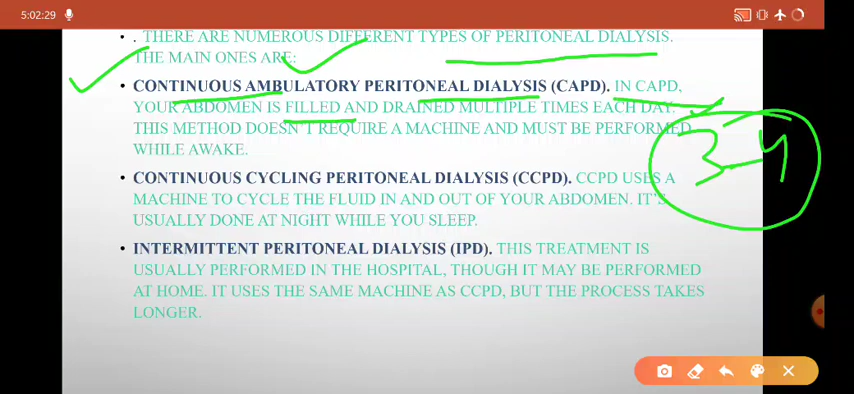 5:02:29
• . THERE ARE NUMEROUS DIFFERENT TYPES OF PERITONEAL DIALYSIS.
THE MAIN ONES ARE:
• CONTINUOUS AMBULATORY PERITONEAL DIALYSIS (CAPD). IN CAPD,
YOUR ABDOMEN IS FILLED AND DRAINED MULTIPLE TIMES EACH DAY.
THIS METHOD DOESN'T REQUIRE A MACHINE AND MUST BE PERFORMED
WHILE AWAKE.
3-4
• CONTINUOUS CYCLING PERITONEAL DIALYSIS (CCPD). CCPD USES A
MACHINE TO CYCLE THE FLUID IN AND OUT OF YOUR ABDOMEN. IT'S
USUALLY DONE AT NIGHT WHILE YOU SLEEP.
• INTERMITTENT PERITONEAL DIALYSIS (IPD). THIS TREATMENT IS
USUALLY PERFORMED IN THE HOSPITAL, THOUGH IT MAY BE PERFORMED
AT HOME. IT USES THE SAME MACHINE AS CCPD, BUT THE PROCESS TAKES
LONGER.